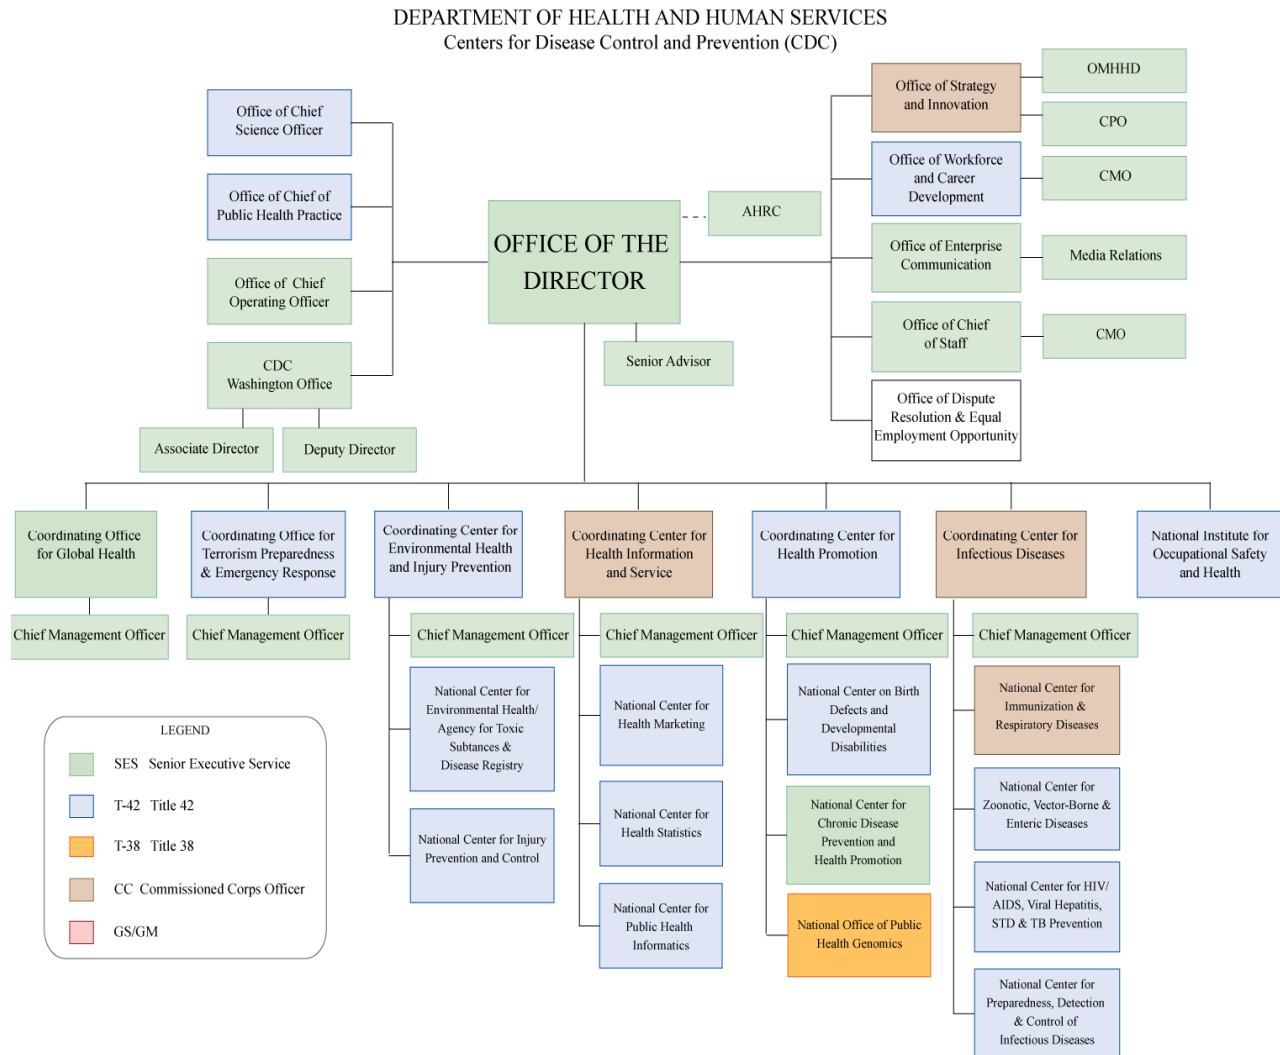 DEPARTMENT OF HEALTH AND HUMAN SERVICES
Centers for Disease Control and Prevention (CDC)
Office of Chief
Science Officer
Office of Chief of
Public Health Practice
Office of  Chief
Operating Officer
CDC
Washington Office
Associate Director
Deputy Director
OFFICE OF THE
DIRECTOR
AHRC
Senior Advisor
Office of Strategy
and Innovation
OMHHD
CPO
Office of Workforce
and Career
Development
CMO
Office of Enterprise
Communication
Media Relations
Office of Chief
of Staff
CMO
Office of Dispute
Resolution & Equal
Employment Opportunity
Coordinating Office
for Global Health
Chief Management Officer
Coordinating Office for
Terrorism Preparedness
& Emergency Response
Chief Management Officer
Coordinating Center for
Environmental Health
and Injury Prevention
Chief Management Officer
National Center for
Environmental Health/
Agency for Toxic
Subtances &
Disease Registry
National Center for Injury
Prevention and Control
Coordinating Center for
Health Information
and Service
Chief Management Officer
National Center for
Health Marketing
National Center for
Health Statistics
National Center for
Public Health
Informatics
Coordinating Center for
Health Promotion
Chief Management Officer
National Center on Birth
Defects and
Developmental
Disabilities
National Center for
Chronic Disease
Prevention and
Health Promotion
National Office of Public
Health Genomics
Coordinating Center for
Infectious Diseases
Chief Management Officer
National Center for
Immunization &
Respiratory Diseases
National Center for
Zoonotic, Vector-Borne &
Enteric Diseases
National Center for HIV/
AIDS, Viral Hepatitis,
STD & TB Prevention
National Center for
Preparedness, Detection
& Control of
Infectious Diseases
National Institute for
Occupational Safety
and Health
LEGEND
SES  Senior Executive Service
T-42  Title 42
T-38  Title 38
CC  Commissioned Corps Officer
GS/GM